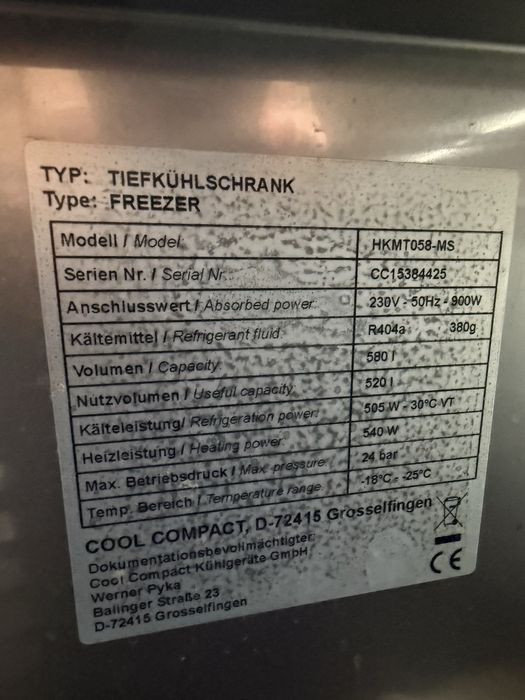 TYP: TIEFKÜHLSCHRANK
Type: FREEZER
Modell / Model: HKMT058-MS
Serien Nr. / Serial Nr.: CC15384425
Anschlusswert / Absorbed power: 230V - 50Hz - 900W
Kältemittel / Refrigerant fluid: R404a 380g
Volumen / Capacity: 580 l
Nutzvolumen / Useful capacity: 520 l
Kälteleistung/ Refrigeration power: 505 W - 30°C VT
Heizleistung / Heating power: 540 W
Max. Betriebsdruck / Max. pressure: 24 bar
Temp. Bereich / Temperature range: -18°C - -25°C
COOL COMPACT, D-72415 Grosselfingen
Dokumentationsbevollmächtigter:
Cool Compact Kühlgeräte GmbH
Werner Pyka
Balinger Straße 23
D-72415 Grosselfingen
CE